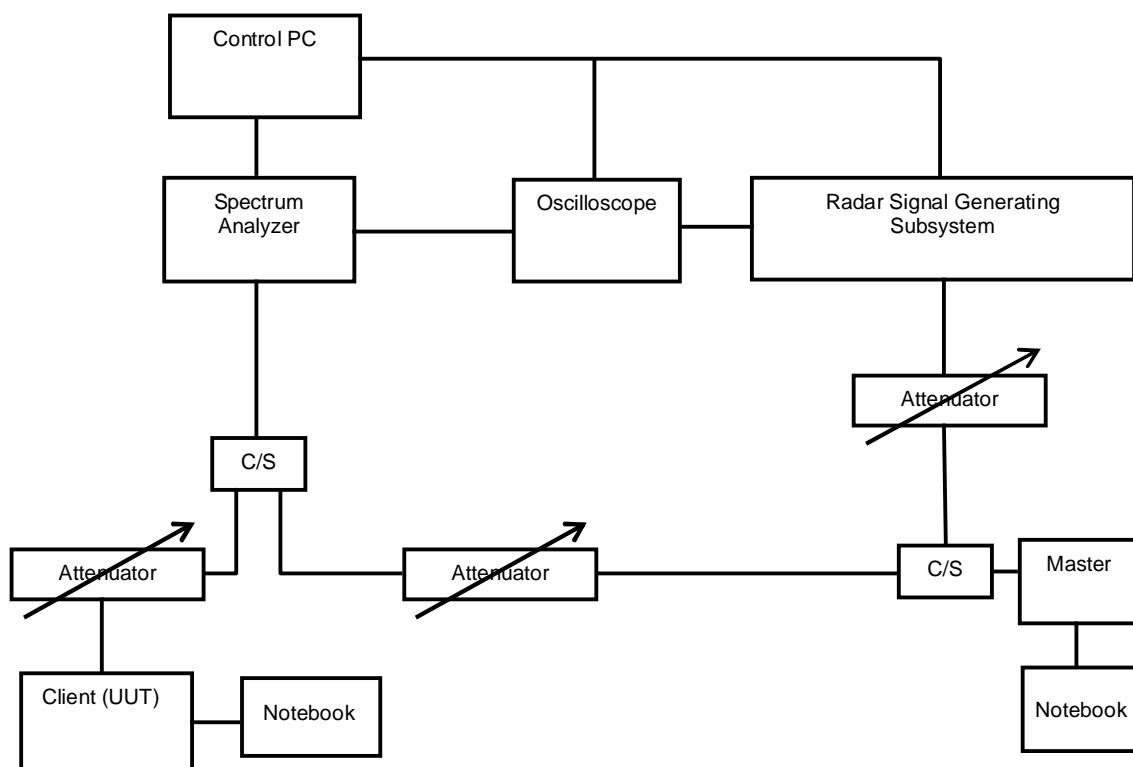 Control PC
Spectrum
Analyzer
Oscilloscope
Radar Signal Generating
Subsystem
Attenuator
C/S
Attenuator
Attenuator
C/S
Master
Client (UUT)
Notebook
Notebook